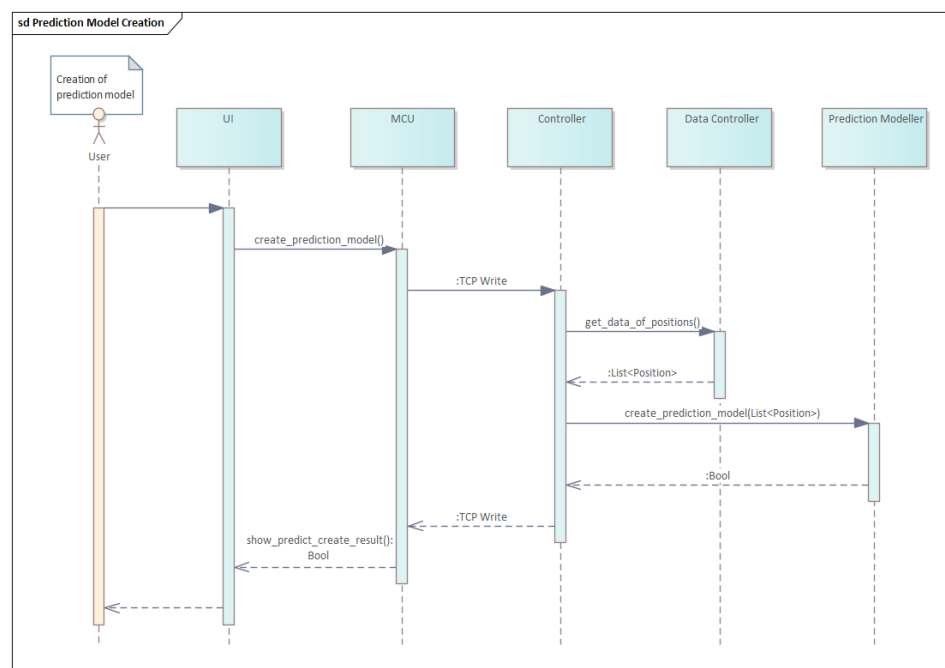 sd Prediction Model Creation
Creation of
prediction model
User
UI
MCU
Controller
Data Controller
Prediction Modeller
create_prediction_model()
:TCP Write
get_data_of_positions()
:List<Position>
create_prediction_model(List<Position>)
:Bool
:TCP Write
show_predict_create_result():
Bool